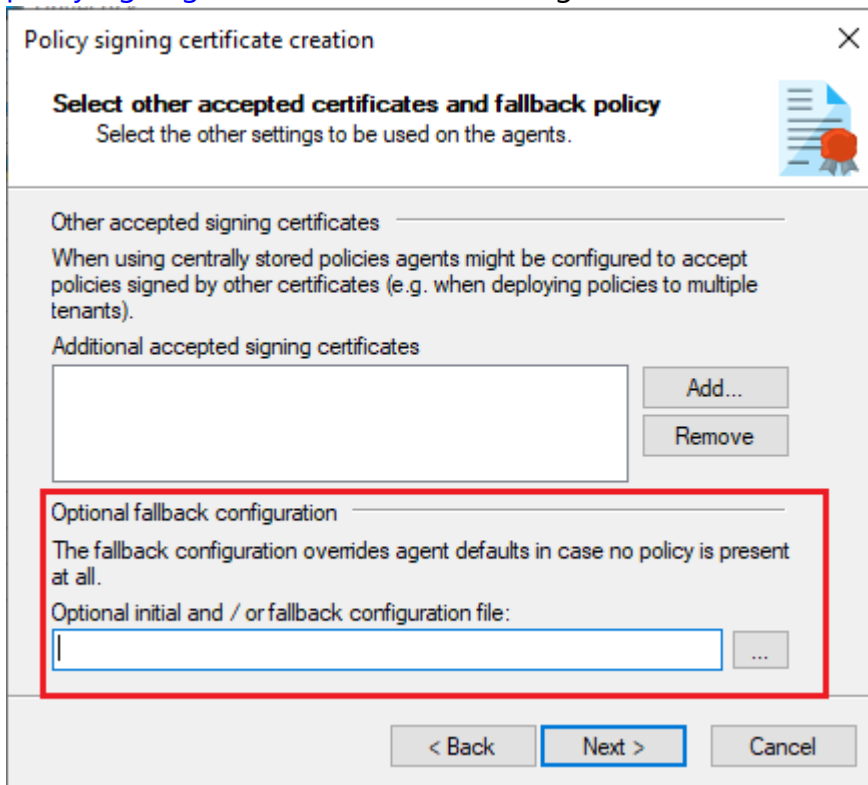 Policy signing certificate creation
Select other accepted certificates and fallback policy
Select the other settings to be used on the agents.
Other accepted signing certificates
When using centrally stored policies agents might be configured to accept
policies signed by other certificates (e.g. when deploying policies to multiple
tenants).
Additional accepted signing certificates
Add...
Remove
Optional fallback configuration
The fallback configuration overrides agent defaults in case no policy is present
at all.
Optional initial and / or fallback configuration file:
...
< Back
Next >
Cancel